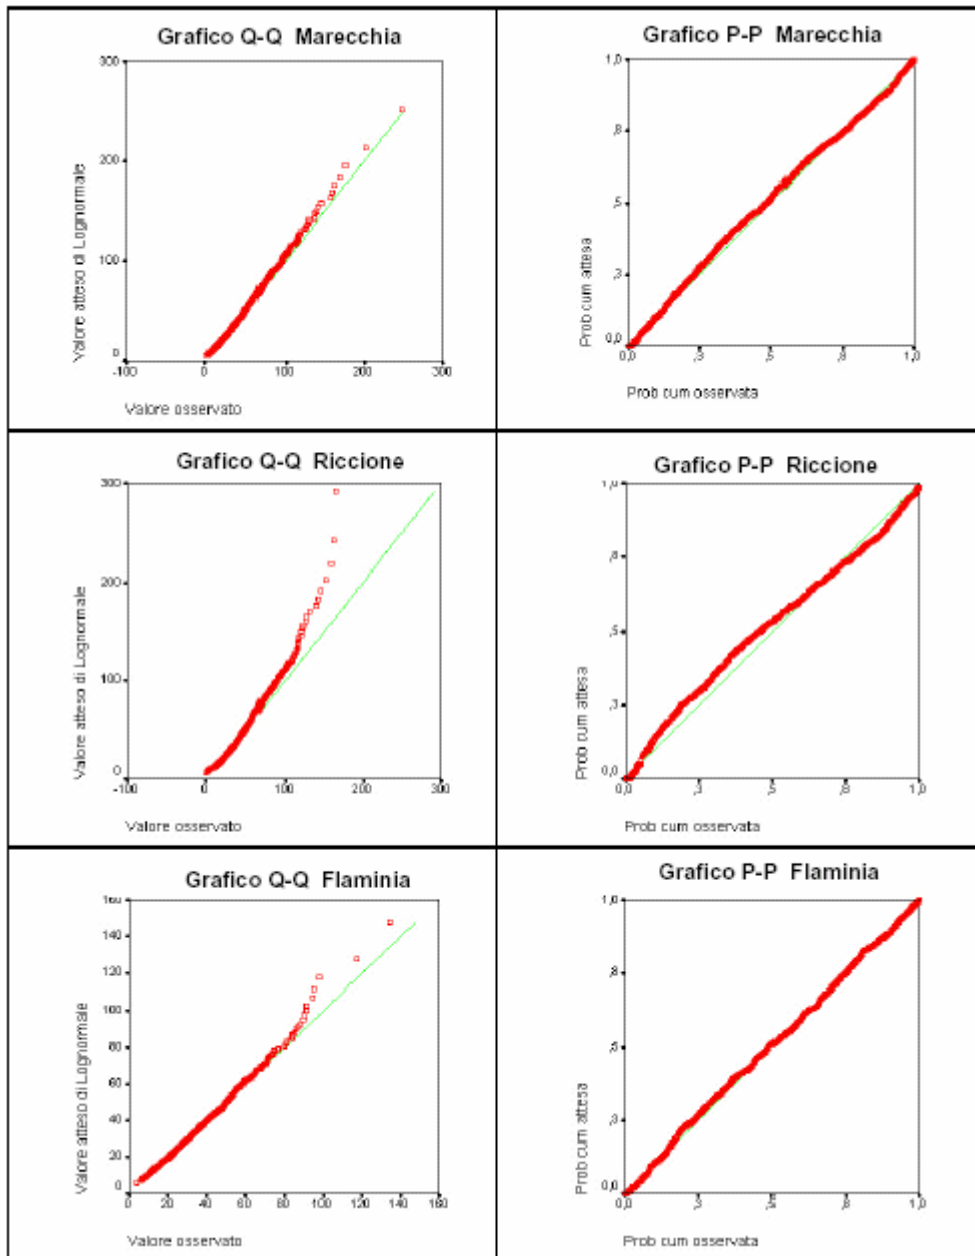 Grafico Q-Q Marecchia
300
200
100
0
-100 0 100 200 300
Valore atteso di Lognormale
Valore osservato
Grafico P-P Marecchia
1,0
,8
,5
,3
0,0
0,0 ,3 ,5 ,8 1,0
Prob cum attesa
Prob cum osservata
Grafico Q-Q Riccione
300
200
100
0
-100 0 100 200 300
Valore atteso di Lognormale
Valore osservato
Grafico P-P Riccione
1,0
,8
,5
,3
0,0
0,0 ,3 ,5 ,8 1,0
Prob cum attesa
Prob cum osservata
Grafico Q-Q Flaminia
160
140
120
100
80
60
40
20
0
0 20 40 60 80 100 120 140 160
Valore atteso di Lognormale
Valore osservato
Grafico P-P Flaminia
1,0
,8
,5
,3
0,0
0,0 ,3 ,5 ,8 1,0
Prob cum attesa
Prob cum osservata